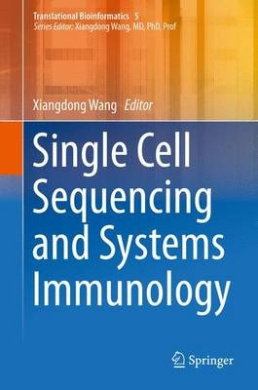 Translational Bioinformatics 5
Series Editor: Xiangdong Wang, MD, PhD, Prof
Xiangdong Wang Editor
Single Cell
Sequencing
and Systems
Immunology
Springer